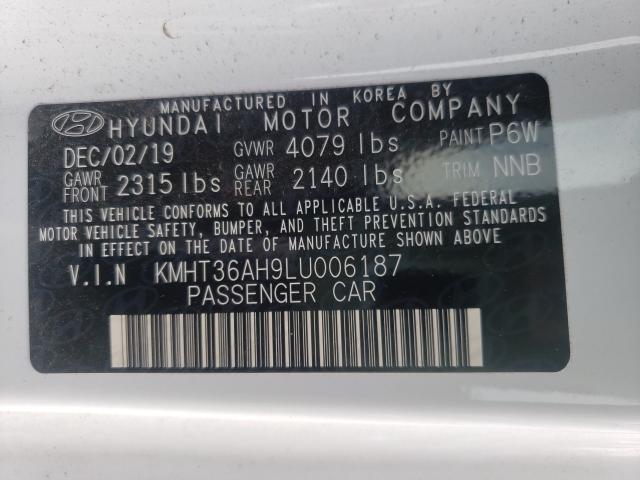 MANUFACTURED IN KOREA BY
HYUNDAI MOTOR COMPANY
DEC/02/19 GVWR 4079 lbs PAINT P6W
GAWR FRONT 2315 lbs GAWR REAR 2140 lbs TRIM NNB
THIS VEHICLE CONFORMS TO ALL APPLICABLE U.S.A. FEDERAL
MOTOR VEHICLE SAFETY, BUMPER, AND THEFT PREVENTION STANDARDS
IN EFFECT ON THE DATE OF MANUFACTURE SHOWN ABOVE.
V.I.N KMHT36AH9LU006187
PASSENGER CAR